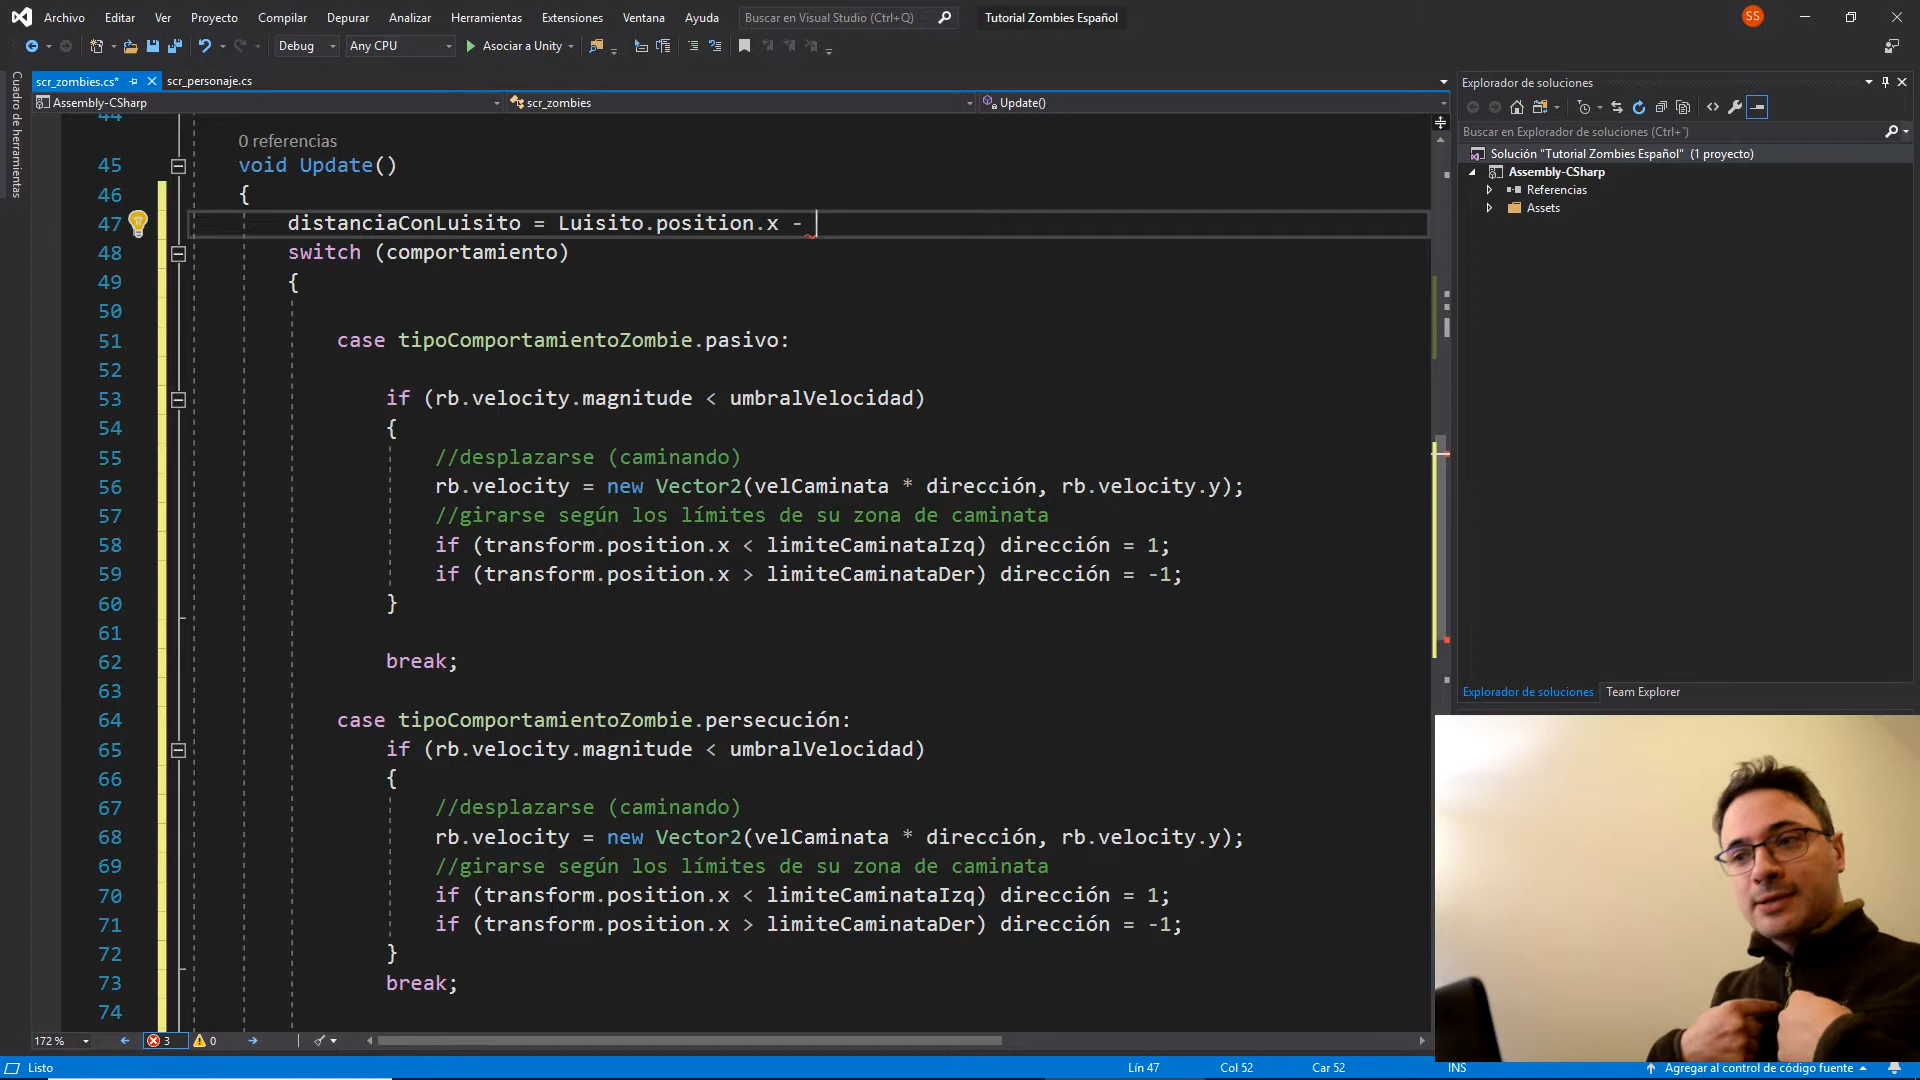 Archivo Editar Ver Proyecto Compilar Depurar Analizar Herramientas Extensiones Ventana Ayuda Buscar en Visual Studio (Ctrl+Q) Tutorial Zombies Español SS
Debug Any CPU Asociar a Unity
scr_zombies.cs* scr_personaje.cs
Assembly-CSharp scr_zombies Update()
Cuadro de herramientas
44
0 referencias
45 void Update()
46 {
47 distanciaConLuisito = Luisito.position.x -
48 switch (comportamiento)
49 {
50
51 case tipoComportamientoZombie.pasivo:
52
53 if (rb.velocity.magnitude < umbralVelocidad)
54 {
55 //desplazarse (caminando)
56 rb.velocity = new Vector2(velCaminata * dirección, rb.velocity.y);
57 //girarse según los límites de su zona de caminata
58 if (transform.position.x < limiteCaminataIzq) dirección = 1;
59 if (transform.position.x > limiteCaminataDer) dirección = -1;
60 }
61
62 break;
63
64 case tipoComportamientoZombie.persecución:
65 if (rb.velocity.magnitude < umbralVelocidad)
66 {
67 //desplazarse (caminando)
68 rb.velocity = new Vector2(velCaminata * dirección, rb.velocity.y);
69 //girarse según los límites de su zona de caminata
70 if (transform.position.x < limiteCaminataIzq) dirección = 1;
71 if (transform.position.x > limiteCaminataDer) dirección = -1;
72 }
73 break;
74
Explorador de soluciones
Buscar en Explorador de soluciones (Ctrl+`)
Solución "Tutorial Zombies Español" (1 proyecto)
Assembly-CSharp
Referencias
Assets
Explorador de soluciones Team Explorer
172 % 3 0
Listo Lín 47 Col 52 Car 52 INS Agregar al control de código fuente